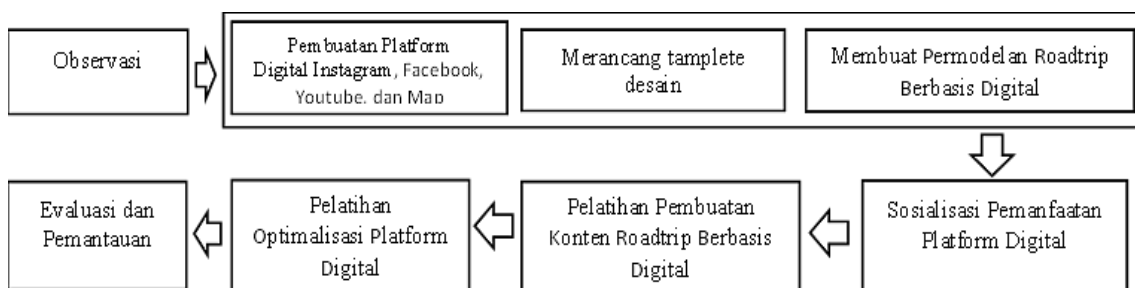 Observasi
Pembuatan Platform
Digital Instagram, Facebook,
Youtube, dan Map
Merancang tamplete
desain
Membuat Permodelan Roadtrip
Berbasis Digital
Sosialisasi Pemanfaatan
Platform Digital
Pelatihan Pembuatan
Konten Roadtrip Berbasis
Digital
Pelatihan
Optimalisasi Platform
Digital
Evaluasi dan
Pemantauan